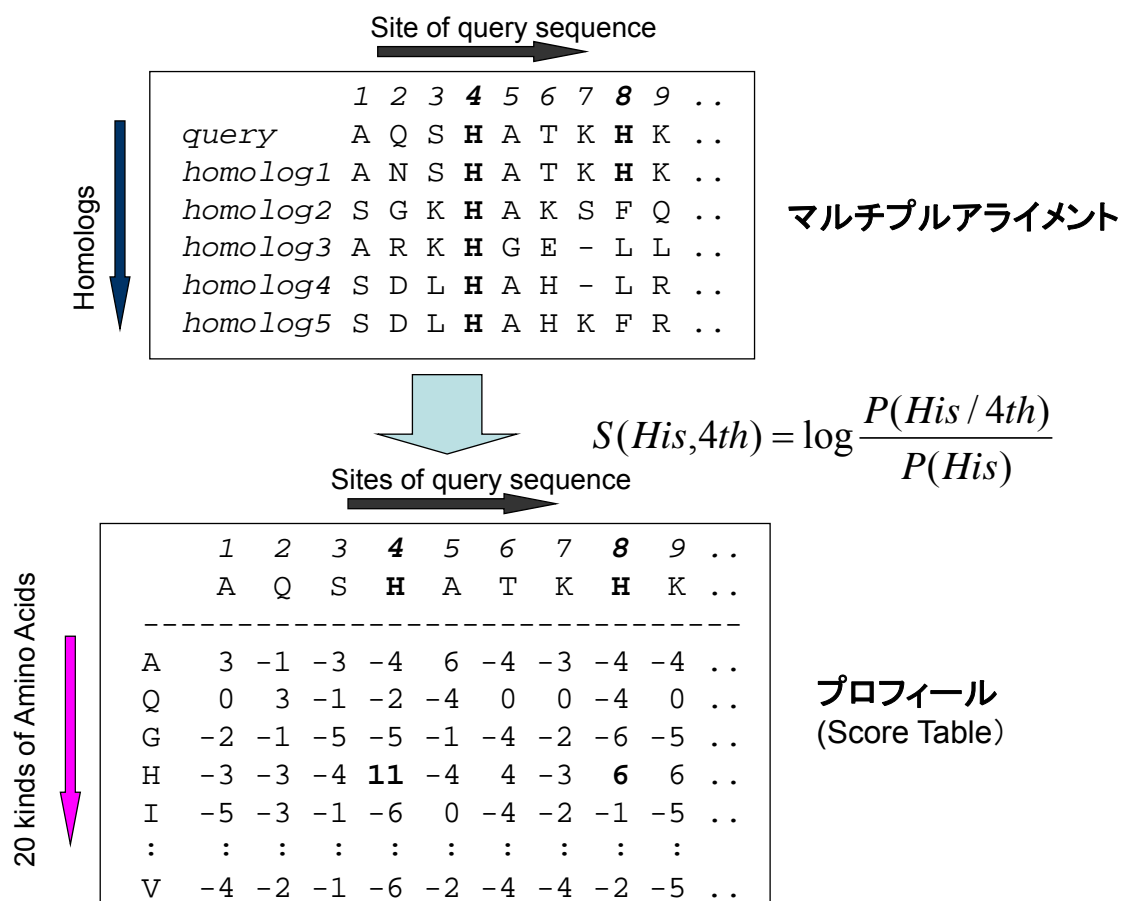 Site of query sequence
1 2 3 4 5 6 7 8 9 ..
query A Q S H A T K H K ..
homolog1 A N S H A T K H K ..
homolog2 S G K H A K S F Q ..
homolog3 A R K H G E - L L ..
homolog4 S D L H A H - L R ..
homolog5 S D L H A H K F R ..
Homologs
マルチプルアライメント
S(His,4th) = log P(His / 4th) / P(His)
Sites of query sequence
1 2 3 4 5 6 7 8 9 ..
A Q S H A T K H K ..
--------------------------------
A 3 -1 -3 -4 6 -4 -3 -4 -4 ..
Q 0 3 -1 -2 -4 0 0 -4 0 ..
G -2 -1 -5 -5 -1 -4 -2 -6 -5 ..
H -3 -3 -4 11 -4 4 -3 6 6 ..
I -5 -3 -1 -6 0 -4 -2 -1 -5 ..
: : : : : : : : : :
V -4 -2 -1 -6 -2 -4 -4 -2 -5 ..
20 kinds of Amino Acids
プロフィール
(Score Table）